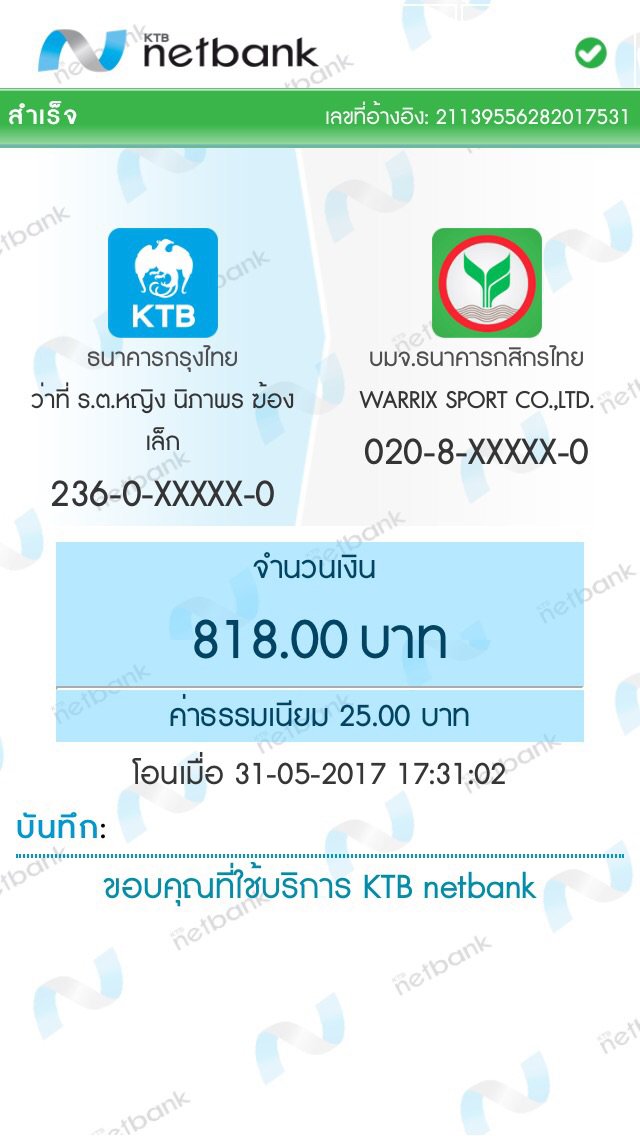 KTB netbank
สำเร็จ เลขที่อ้างอิง: 21139556282017531
KTB
ธนาคารกรุงไทย
ว่าที่ ร.ต.หญิง นิภาพร ฆ้อง
เล็ก
236-0-XXXXX-0
บมจ.ธนาคารกสิกรไทย
WARRIX SPORT CO.,LTD.
020-8-XXXXX-0
จำนวนเงิน
818.00 บาท
ค่าธรรมเนียม 25.00 บาท
โอนเมื่อ 31-05-2017 17:31:02
บันทึก:
ขอบคุณที่ใช้บริการ KTB netbank